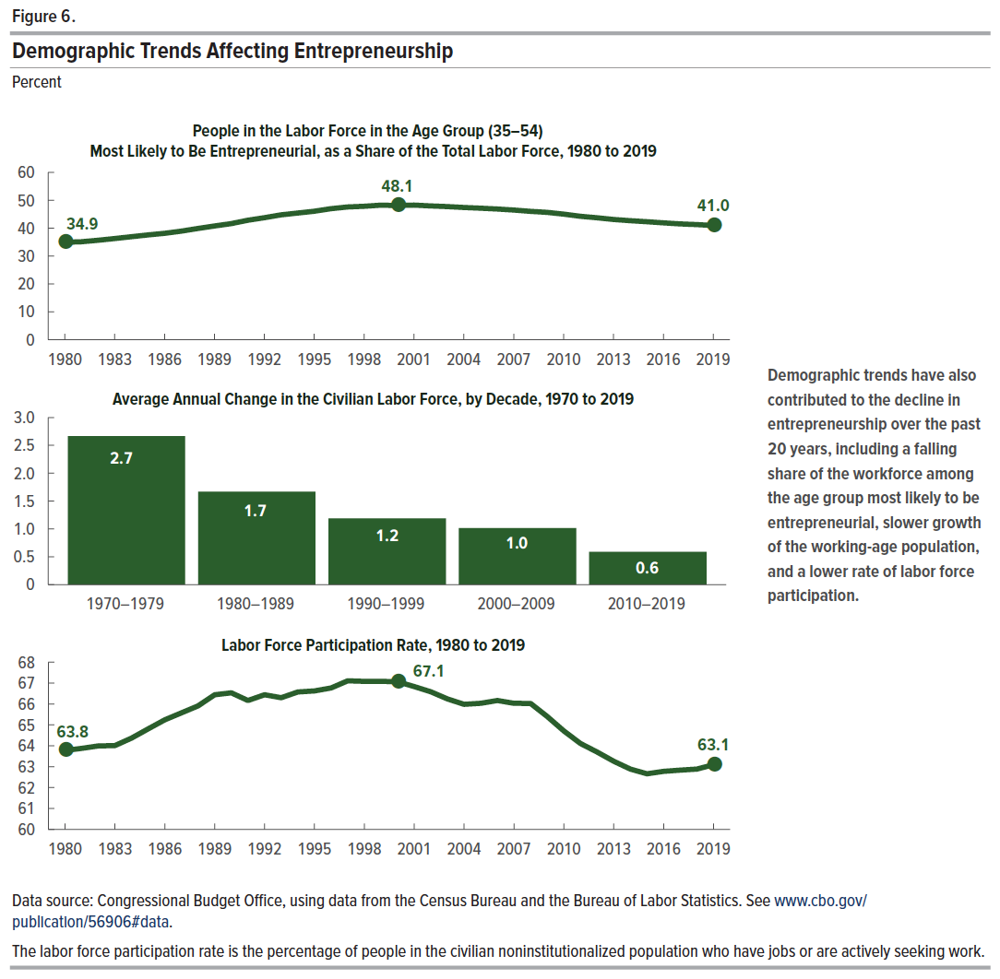 Figure 6.
Demographic Trends Affecting Entrepreneurship
Percent
People in the Labor Force in the Age Group (35–54)
Most Likely to Be Entrepreneurial, as a Share of the Total Labor Force, 1980 to 2019
60
50
40
30
20
10
0
34.9
48.1
41.0
1980 1983 1986 1989 1992 1995 1998 2001 2004 2007 2010 2013 2016 2019
Average Annual Change in the Civilian Labor Force, by Decade, 1970 to 2019
3.0
2.5
2.0
1.5
1.0
0.5
0
2.7
1.7
1.2
1.0
0.6
1970–1979 1980–1989 1990–1999 2000–2009 2010–2019
Demographic trends have also
contributed to the decline in
entrepreneurship over the past
20 years, including a falling
share of the workforce among
the age group most likely to be
entrepreneurial, slower growth
of the working-age population,
and a lower rate of labor force
participation.
Labor Force Participation Rate, 1980 to 2019
68
67
66
65
64
63
62
61
60
63.8
67.1
63.1
1980 1983 1986 1989 1992 1995 1998 2001 2004 2007 2010 2013 2016 2019
Data source: Congressional Budget Office, using data from the Census Bureau and the Bureau of Labor Statistics. See www.cbo.gov/
publication/56906#data.
The labor force participation rate is the percentage of people in the civilian noninstitutionalized population who have jobs or are actively seeking work.